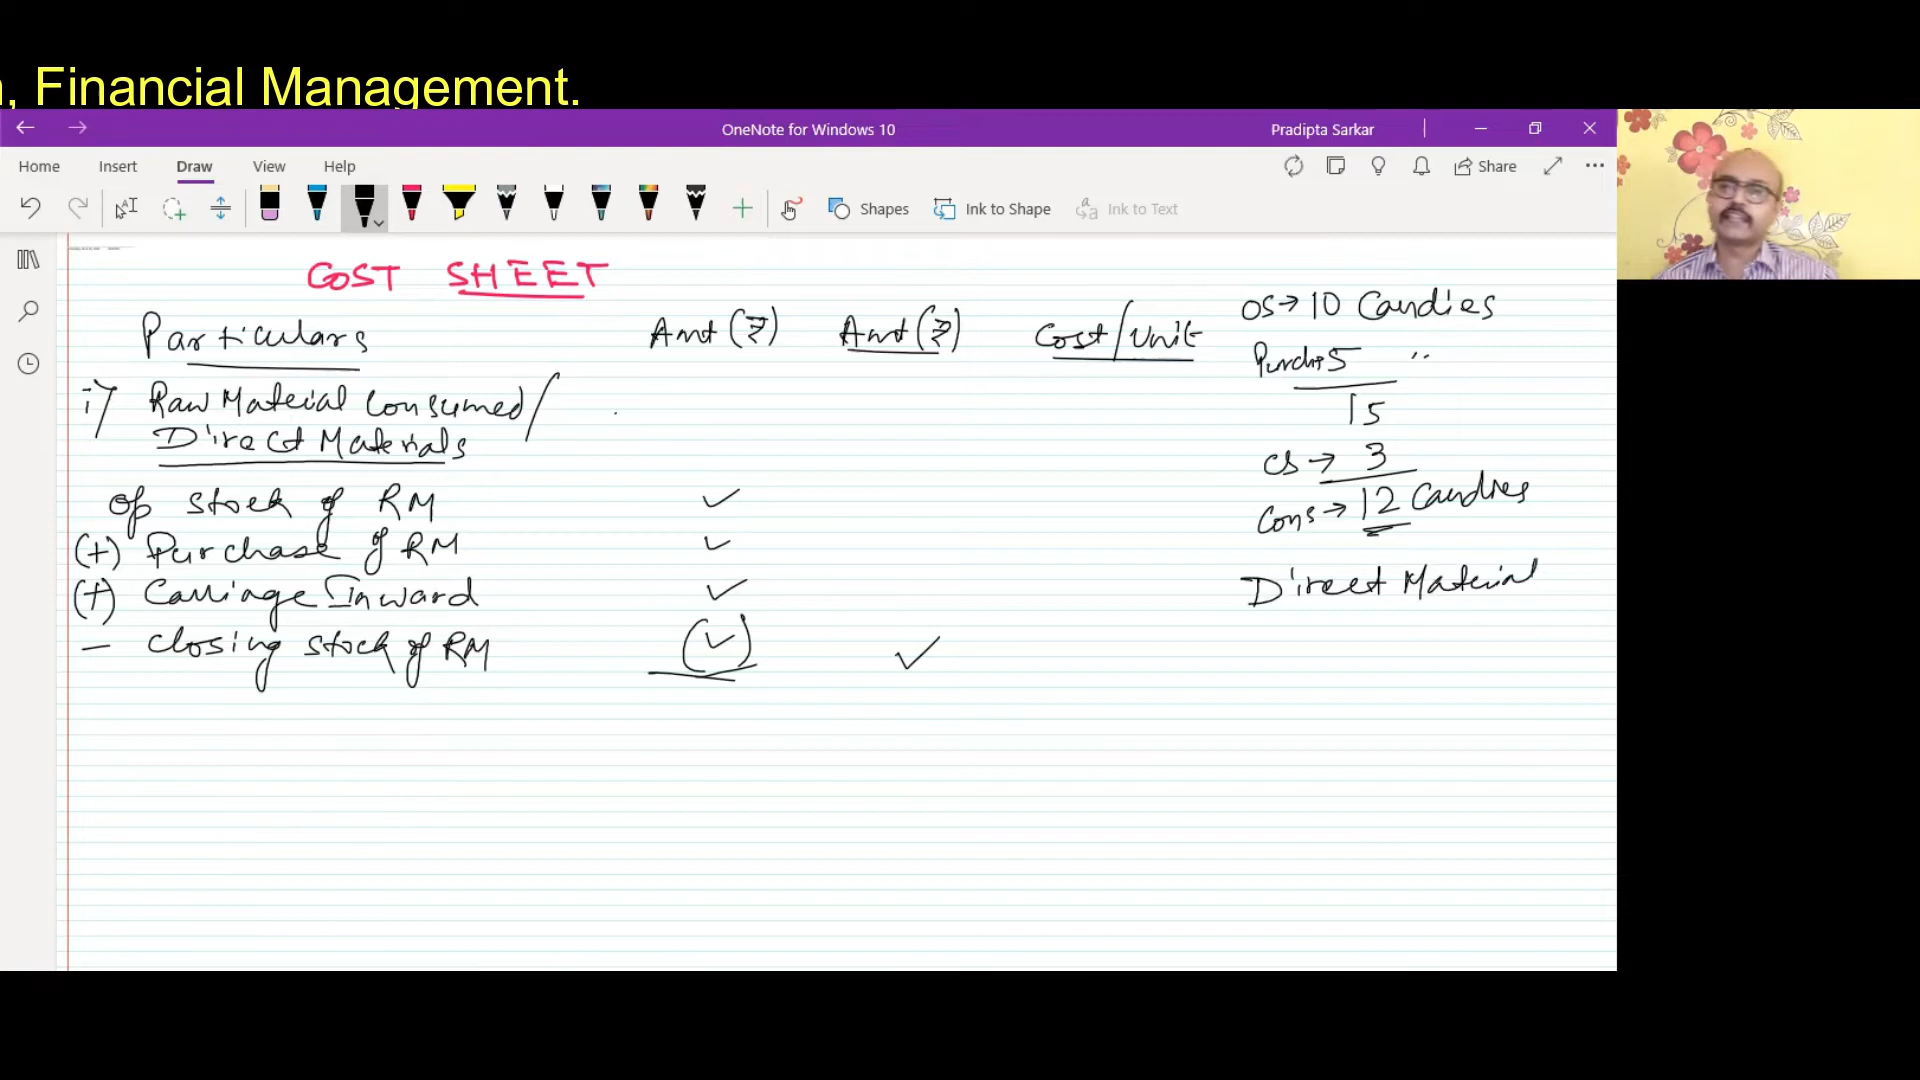 , Financial Management.
OneNote for Windows 10
Pradipta Sarkar
Home Insert Draw View Help
Share
Shapes Ink to Shape Ink to Text
COST SHEET
Particulars Amt (₹) Amt (₹) Cost/Unit
i) Raw Material Consumed/
Direct Materials
Op stock of RM ✓
(+) Purchase of RM ✓
(+) Carriage Inward ✓
— Closing stock of RM (✓) ✓
OS→ 10 Candies
Purch→5 "
15
CS → 3
Cons → 12 Candies
Direct Material